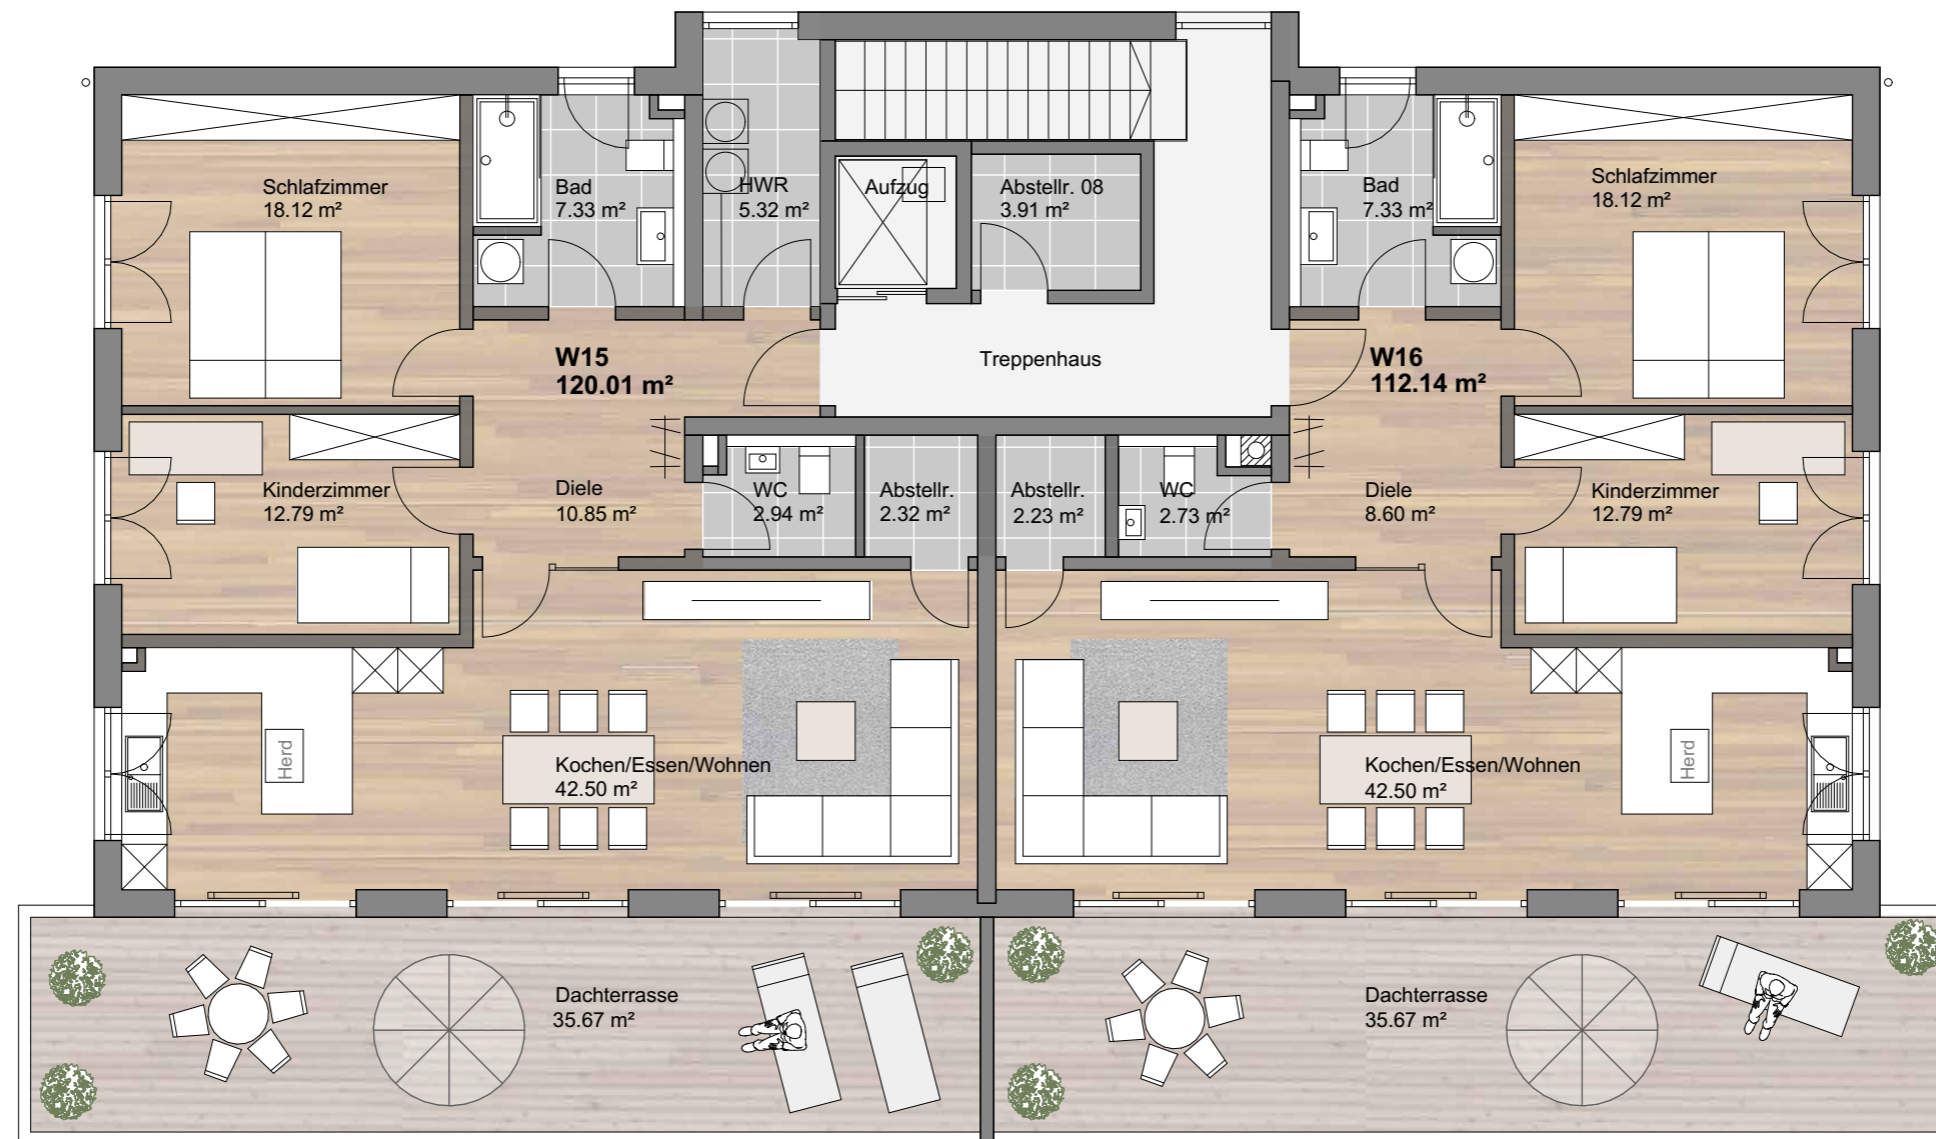 Schlafzimmer
18.12 m²
Bad
7.33 m²
HWR
5.32 m²
Aufzug
Abstellr. 08
3.91 m²
Bad
7.33 m²
Schlafzimmer
18.12 m²
W15
120.01 m²
Treppenhaus
W16
112.14 m²
Kinderzimmer
12.79 m²
Diele
10.85 m²
WC
2.94 m²
Abstellr.
2.32 m²
Abstellr.
2.23 m²
WC
2.73 m²
Diele
8.60 m²
Kinderzimmer
12.79 m²
Herd
Kochen/Essen/Wohnen
42.50 m²
Kochen/Essen/Wohnen
42.50 m²
Herd
Dachterrasse
35.67 m²
Dachterrasse
35.67 m²